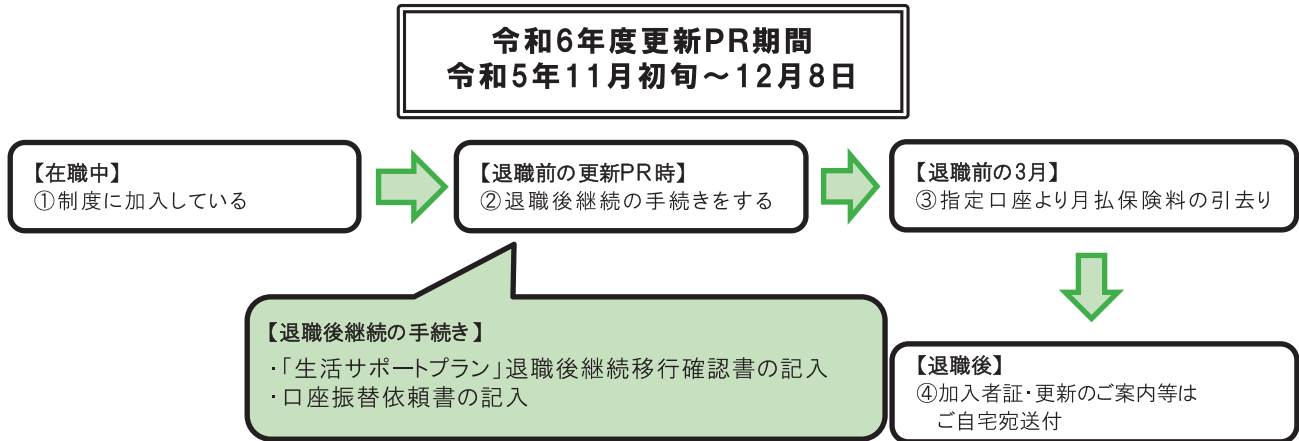 令和6年度更新PR期間
令和5年11月初旬～12月8日
【在職中】
①制度に加入している
【退職前の更新PR時】
②退職後継続の手続きをする
【退職前の3月】
③指定口座より月払保険料の引去り
【退職後継続の手続き】
・「生活サポートプラン」退職後継続移行確認書の記入
・口座振替依頼書の記入
【退職後】
④加入者証・更新のご案内等は
ご自宅宛送付